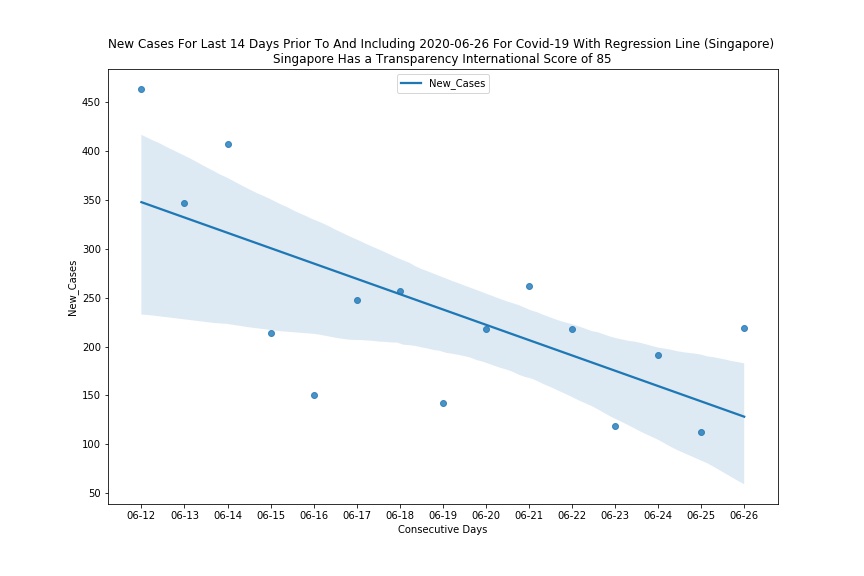 New Cases For Last 14 Days Prior To And Including 2020-06-26 For Covid-19 With Regression Line (Singapore)
Singapore Has a Transparency International Score of 85
New_Cases
450
400
350
300
250
200
150
100
50
New_Cases
06-12 06-13 06-14 06-15 06-16 06-17 06-18 06-19 06-20 06-21 06-22 06-23 06-24 06-25 06-26
Consecutive Days